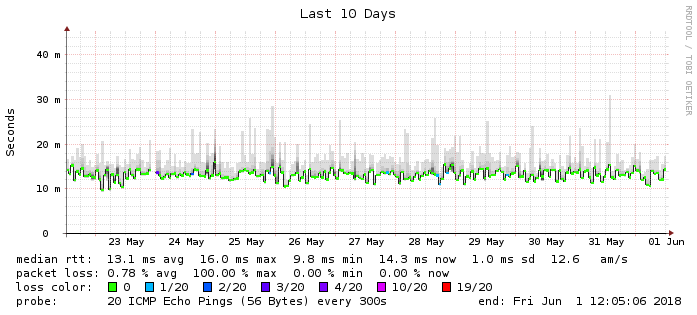 Last 10 Days
RRDTOOL / TOBI OETIKER
Seconds
40 m
30 m
20 m
10 m
0
23 May 24 May 25 May 26 May 27 May 28 May 29 May 30 May 31 May 01 Jun
median rtt: 13.1 ms avg 16.0 ms max 9.8 ms min 14.3 ms now 1.0 ms sd 12.6 am/s
packet loss: 0.78 % avg 100.00 % max 0.00 % min 0.00 % now
loss color: 0 1/20 2/20 3/20 4/20 10/20 19/20
probe: 20 ICMP Echo Pings (56 Bytes) every 300s end: Fri Jun 1 12:05:06 2018